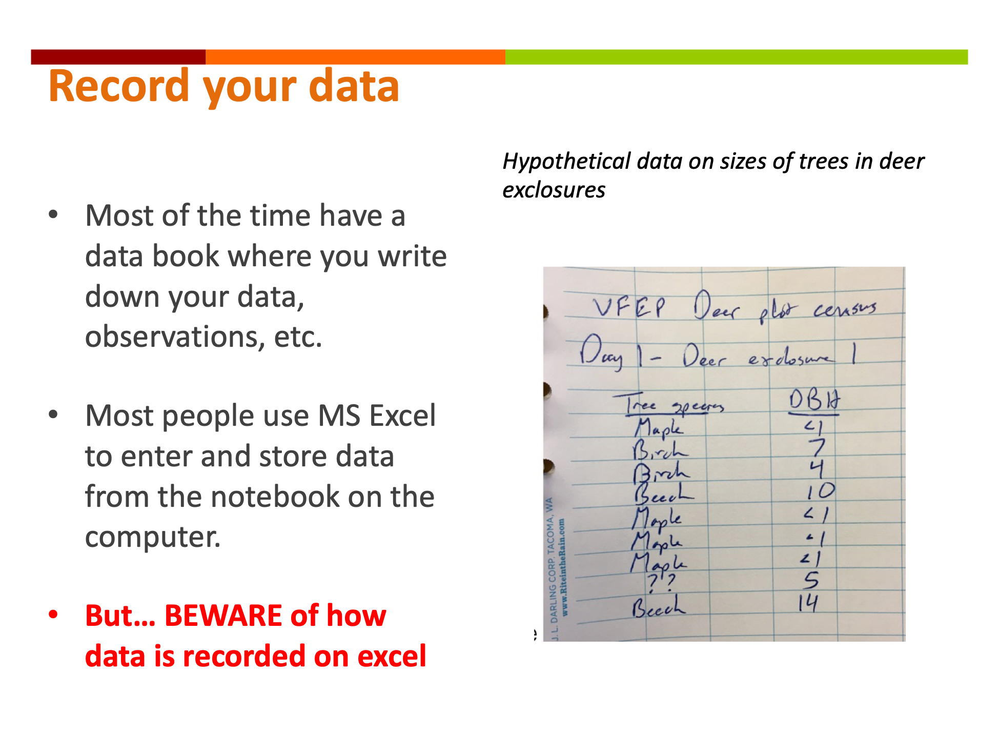 Record your data
Hypothetical data on sizes of trees in deer
exclosures
• Most of the time have a
data book where you write
down your data,
observations, etc.
• Most people use MS Excel
to enter and store data
from the notebook on the
computer.
• But... BEWARE of how
data is recorded on excel
VFEP Deer plot census
Day 1 - Deer exclosure 1
Tree species DBH
Maple <1
Birch 7
Birch 4
Beech 10
Maple <1
Maple <1
Maple <1
?? 5
Beech 14
J. L. DARLING CORP. TACOMA, WA
www.RiteintheRain.com